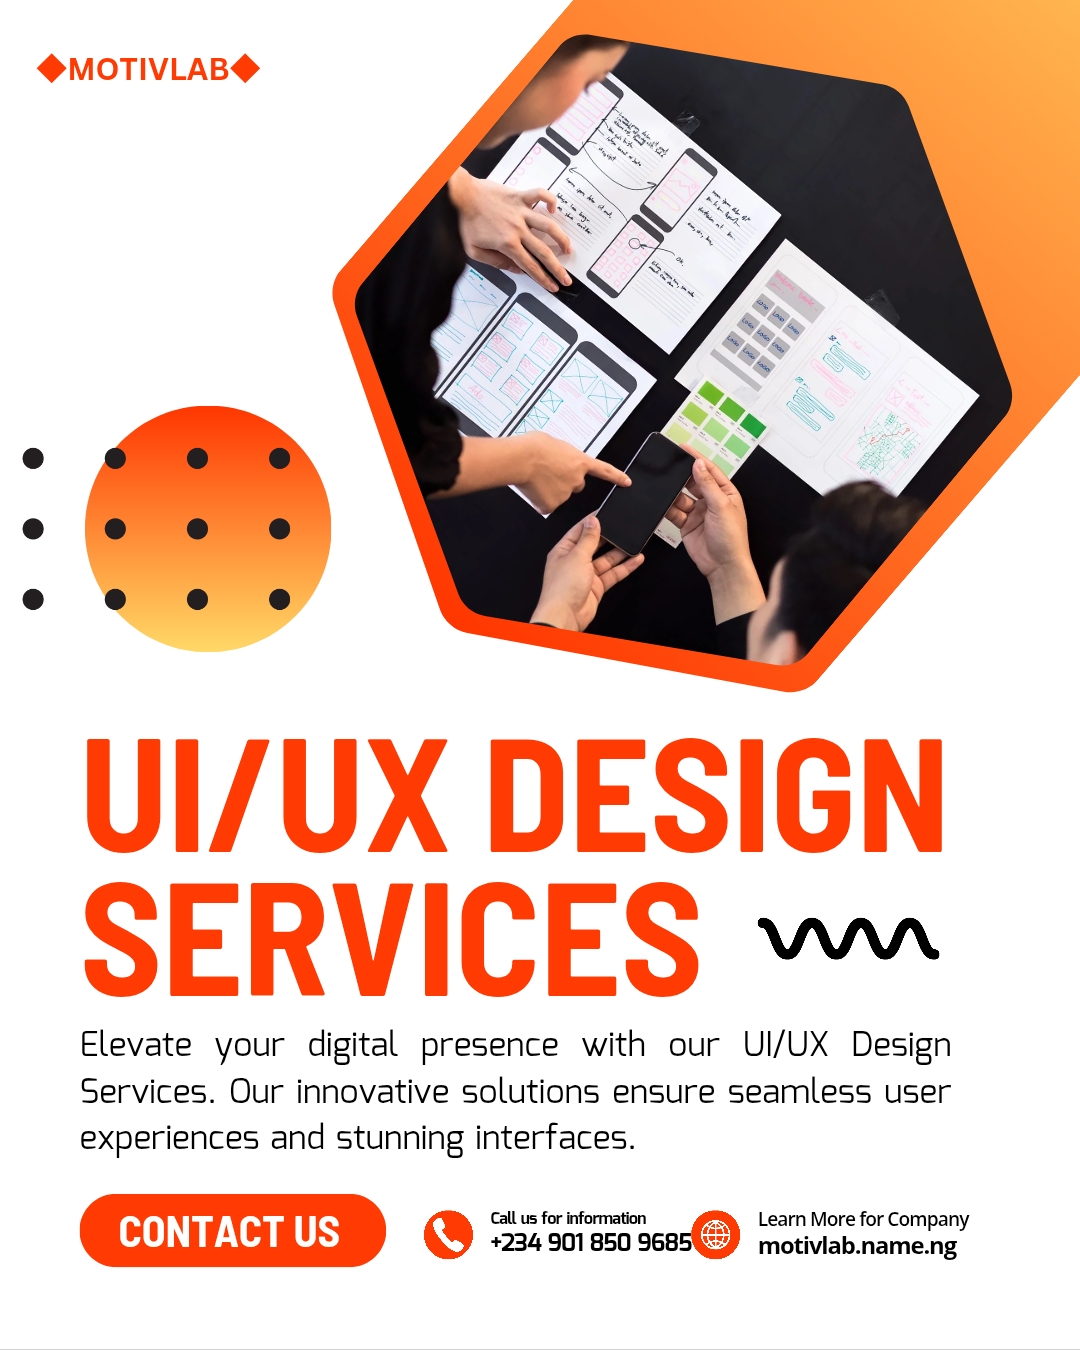 ◆MOTIVLAB◆
UI/UX DESIGN
SERVICES
Elevate your digital presence with our UI/UX Design
Services. Our innovative solutions ensure seamless user
experiences and stunning interfaces.
CONTACT US
Call us for information
+234 901 850 9685
Learn More for Company
motivlab.name.ng